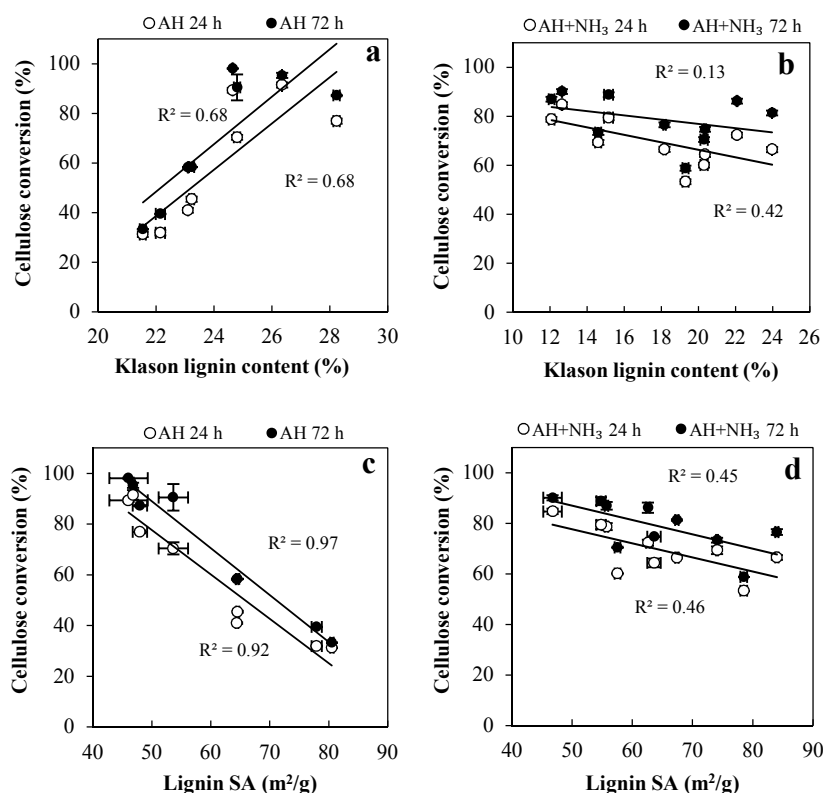 ○ AH 24 h ● AH 72 h
a
100
80
60
40
20
0
Cellulose conversion (%)
R² = 0.68
R² = 0.68
20 22 24 26 28 30
Klason lignin content (%)
○ AH+NH₃ 24 h ● AH+NH₃ 72 h
b
120
100
80
60
40
20
0
Cellulose conversion (%)
R² = 0.13
R² = 0.42
10 12 14 16 18 20 22 24 26
Klason lignin content (%)
○ AH 24 h ● AH 72 h
c
100
80
60
40
20
0
Cellulose conversion (%)
R² = 0.97
R² = 0.92
40 50 60 70 80 90
Lignin SA (m²/g)
○ AH+NH₃ 24 h ● AH+NH₃ 72 h
d
100
80
60
40
20
0
Cellulose conversion (%)
R² = 0.45
R² = 0.46
40 50 60 70 80 90
Lignin SA (m²/g)